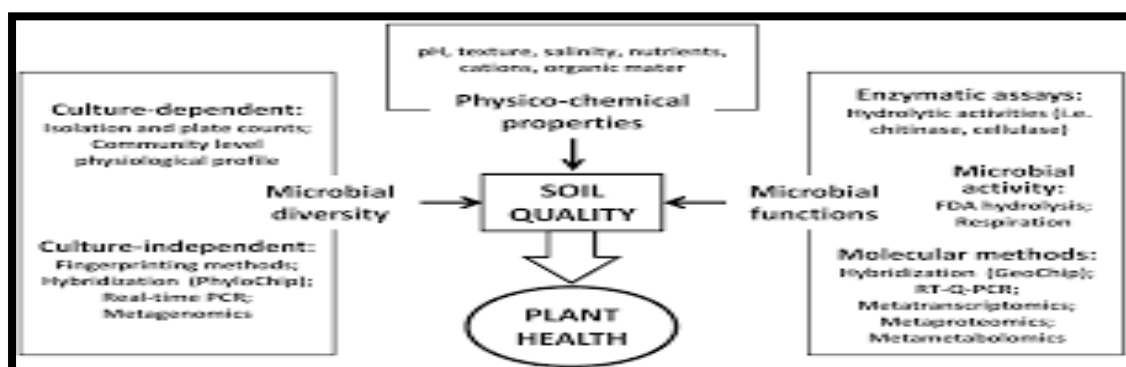 pH, texture, salinity, nutrients,
cations, organic mater
Physico-chemical
properties
Culture-dependent:
Isolation and plate counts;
Community level
physiological profile
Microbial
diversity
Culture-independent:
Fingerprinting methods;
Hybridization (PhyloChip);
Real-time PCR;
Metagenomics
SOIL
QUALITY
PLANT
HEALTH
Enzymatic assays:
Hydrolytic activities (i.e.
chitinase, cellulase)
Microbial
activity:
FDA hydrolysis;
Respiration
Microbial
functions
Molecular methods:
Hybridization (GeoChip);
RT-Q-PCR;
Metatranscriptomics;
Metaproteomics;
Metametabolomics